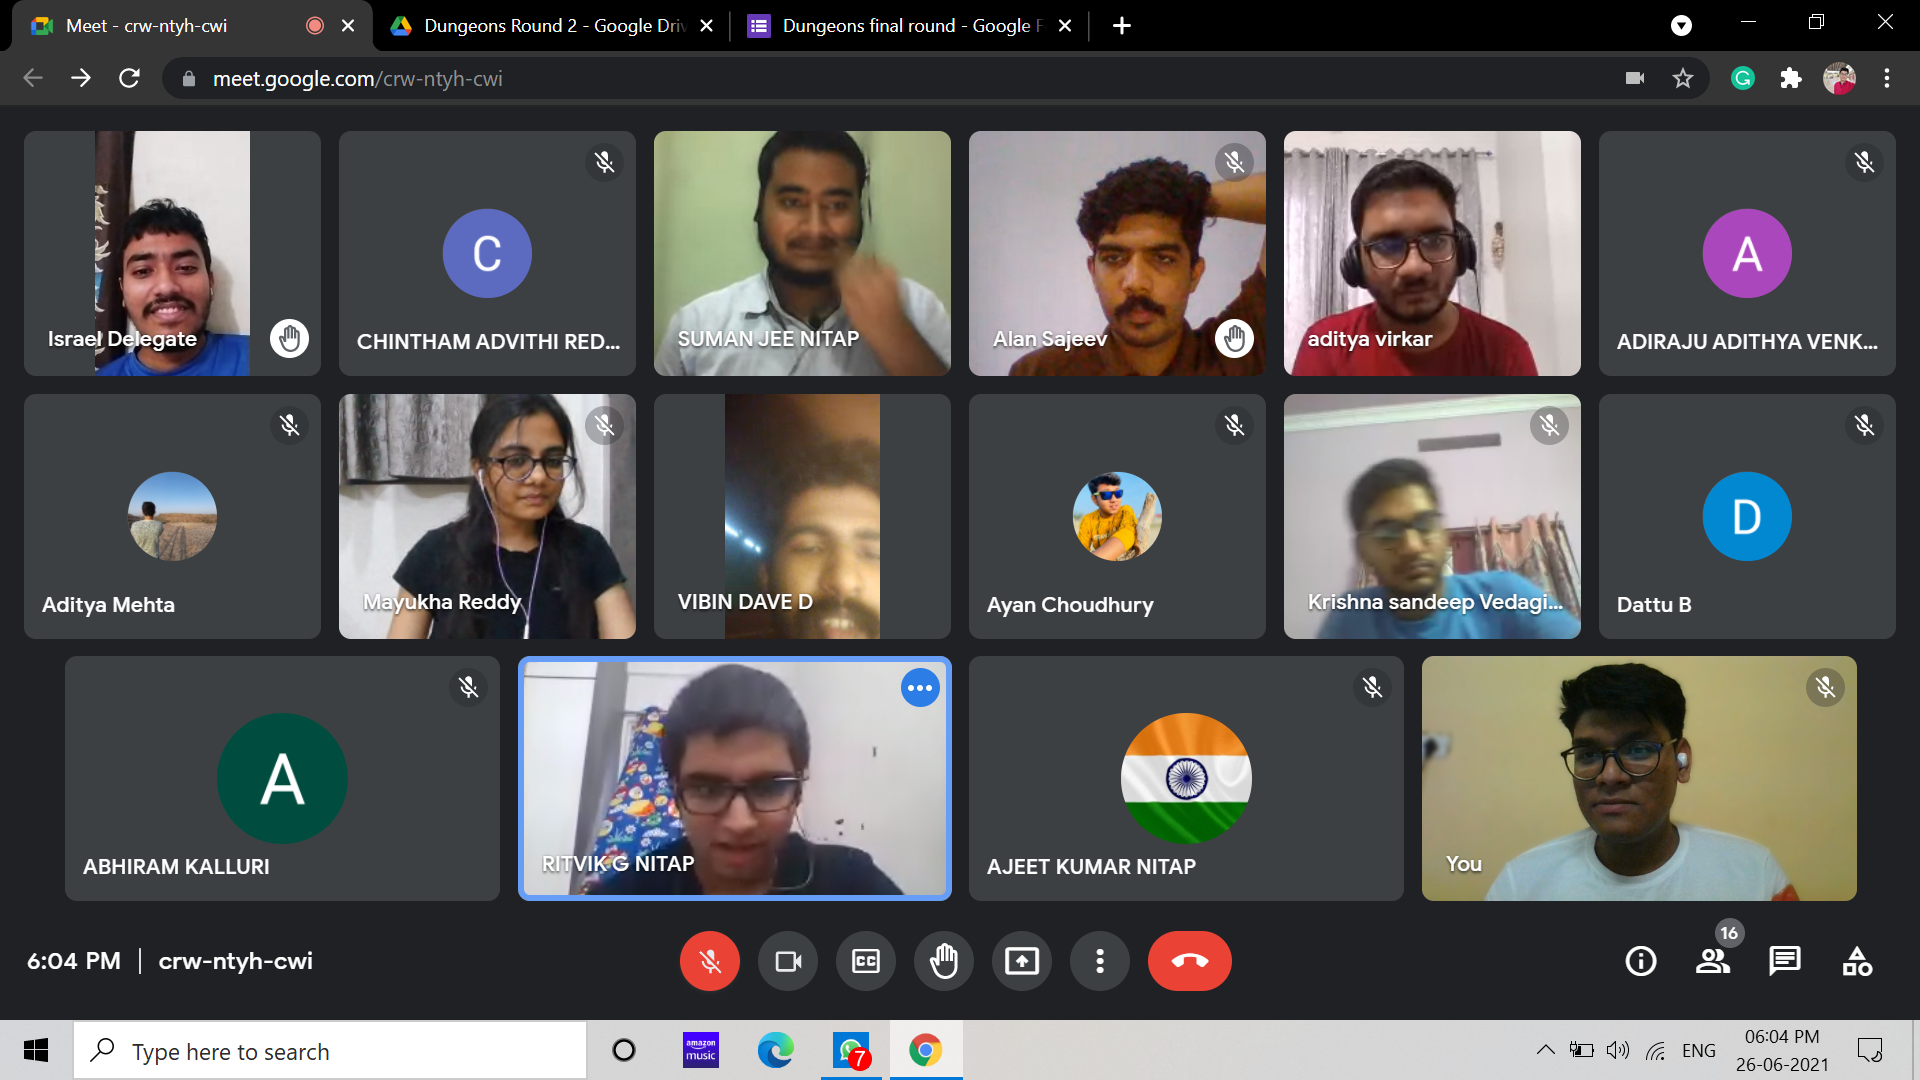 Meet - crw-ntyh-cwi
Dungeons Round 2 - Google Driv
Dungeons final round - Google F
meet.google.com/crw-ntyh-cwi
G
Israel Delegate
C
CHINTHAM ADVITHI RED...
SUMAN JEE NITAP
Alan Sajeev
aditya virkar
A
ADIRAJU ADITHYA VENK...
Aditya Mehta
Mayukha Reddy
VIBIN DAVE D
Ayan Choudhury
Krishna sandeep Vedagi...
D
Dattu B
A
ABHIRAM KALLURI
RITVIK G NITAP
AJEET KUMAR NITAP
You
6:04 PM | crw-ntyh-cwi
CC
16
Type here to search
amazon
music
7
ENG
06:04 PM
26-06-2021